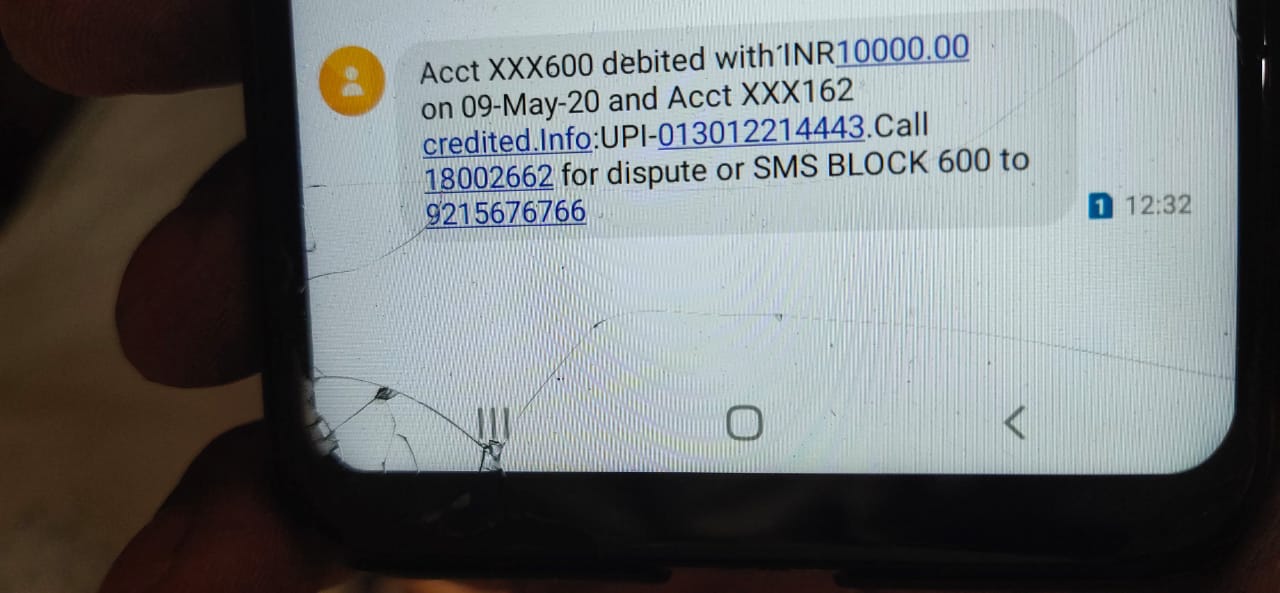 Acct XXX600 debited with INR10000.00
on 09-May-20 and Acct XXX162
credited.Info:UPI-013012214443.Call
18002662 for dispute or SMS BLOCK 600 to
9215676766
1 12:32